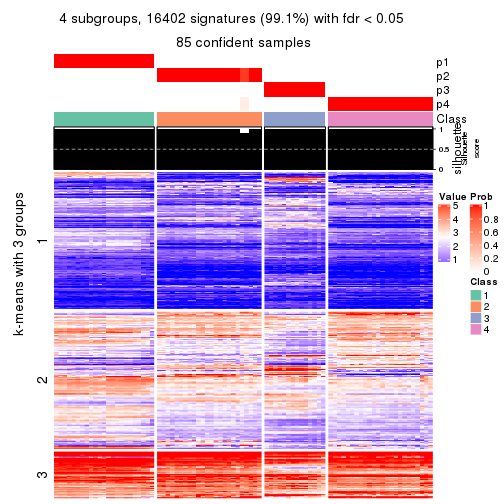 4 subgroups, 16402 signatures (99.1%) with fdr < 0.05
85 confident samples
p1
p2
p3
p4
Class
silhouette
Silhouette
score
1
0.5
0
k-means with 3 groups
1
2
3
Value
5
4
3
2
1
Prob
1
0.8
0.6
0.4
0.2
0
Class
1
2
3
4